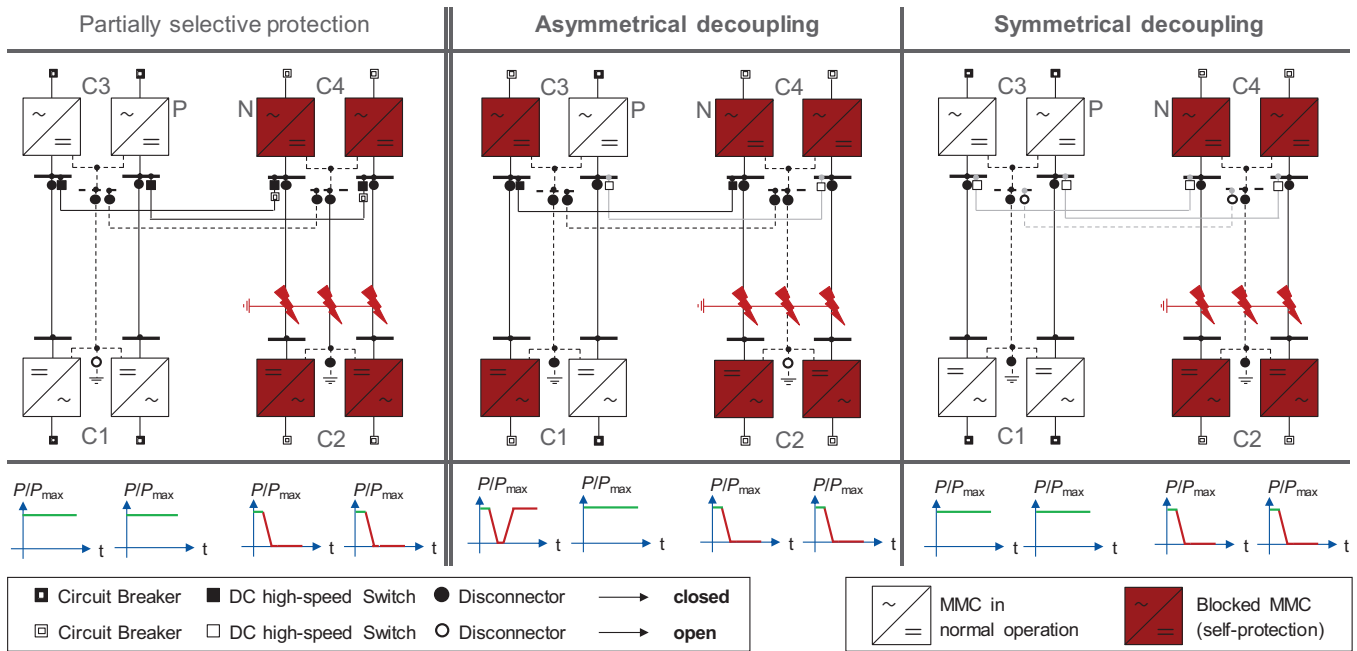 Partially selective protection
Asymmetrical decoupling
Symmetrical decoupling
C3
P
N
C4
C1
C2
C3
P
N
C4
C1
C2
C3
P
N
C4
C1
C2
P/Pmax
t
P/Pmax
t
P/Pmax
t
P/Pmax
t
P/Pmax
t
P/Pmax
t
P/Pmax
t
P/Pmax
t
P/Pmax
t
P/Pmax
t
P/Pmax
t
P/Pmax
t
Circuit Breaker DC high-speed Switch Disconnector closed
Circuit Breaker DC high-speed Switch Disconnector open
MMC in
normal operation
Blocked MMC
(self-protection)